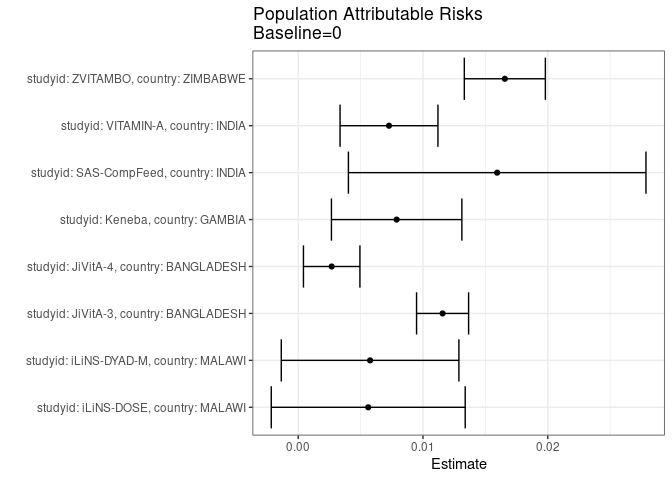 Population Attributable Risks
Baseline=0
studyid: ZVITAMBO, country: ZIMBABWE
studyid: VITAMIN-A, country: INDIA
studyid: SAS-CompFeed, country: INDIA
studyid: Keneba, country: GAMBIA
studyid: JiVitA-4, country: BANGLADESH
studyid: JiVitA-3, country: BANGLADESH
studyid: iLiNS-DYAD-M, country: MALAWI
studyid: iLiNS-DOSE, country: MALAWI
0.00 0.01 0.02
Estimate